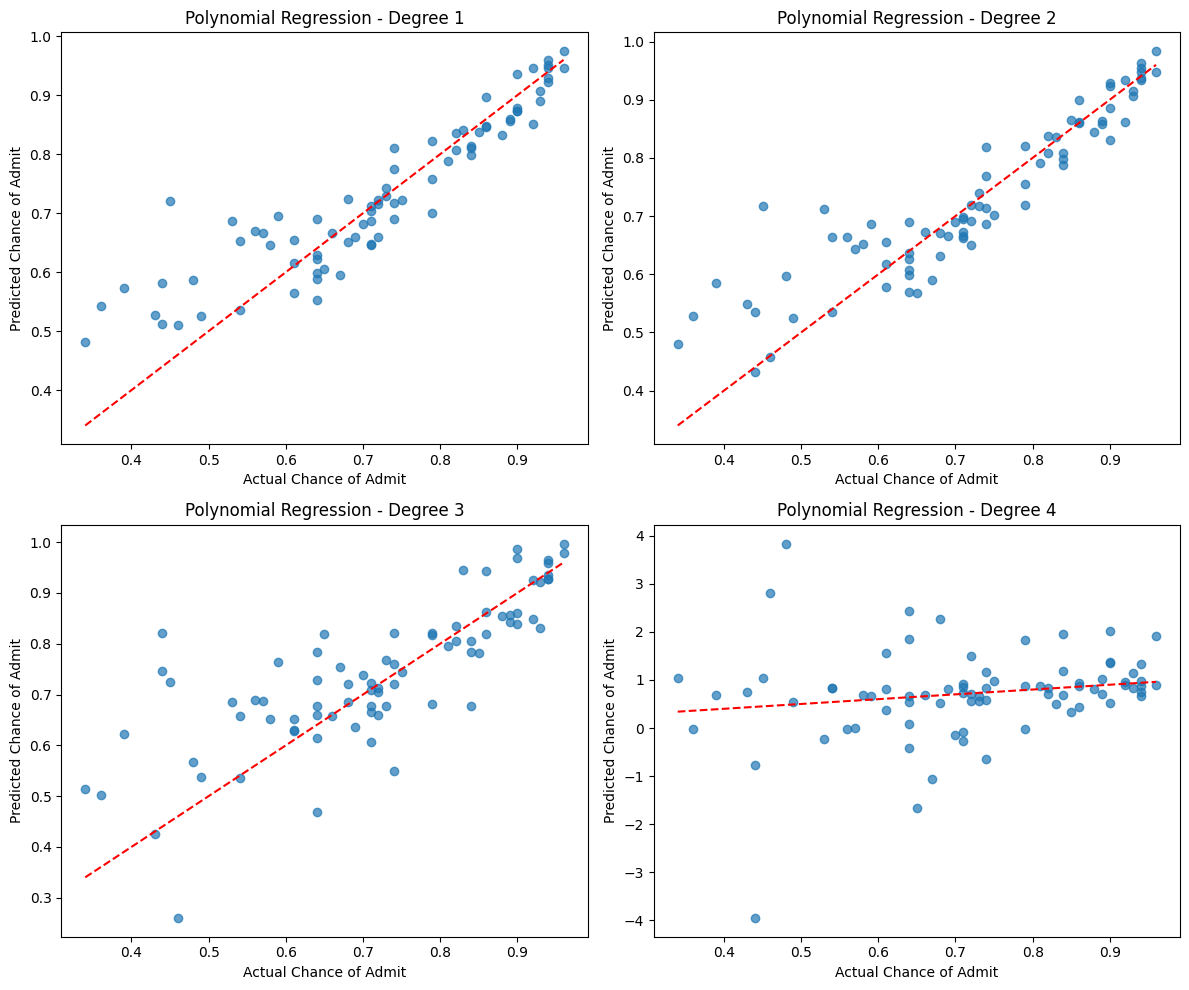 Polynomial Regression - Degree 1
Predicted Chance of Admit
1.0
0.9
0.8
0.7
0.6
0.5
0.4
0.4 0.5 0.6 0.7 0.8 0.9
Actual Chance of Admit
Polynomial Regression - Degree 2
Predicted Chance of Admit
1.0
0.9
0.8
0.7
0.6
0.5
0.4
0.4 0.5 0.6 0.7 0.8 0.9
Actual Chance of Admit
Polynomial Regression - Degree 3
Predicted Chance of Admit
1.0
0.9
0.8
0.7
0.6
0.5
0.4
0.3
0.4 0.5 0.6 0.7 0.8 0.9
Actual Chance of Admit
Polynomial Regression - Degree 4
Predicted Chance of Admit
4
3
2
1
0
−1
−2
−3
−4
0.4 0.5 0.6 0.7 0.8 0.9
Actual Chance of Admit